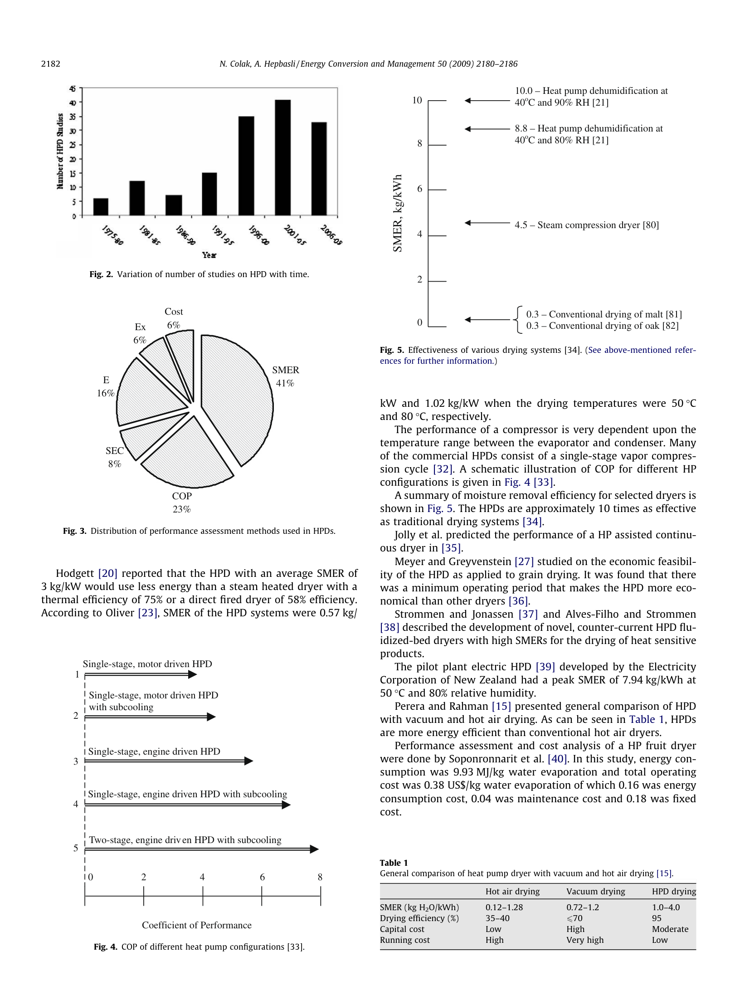 2182
N. Colak, A. Hepbasli / Energy Conversion and Management 50 (2009) 2180–2186
45
40
35
30
25
20
15
10
5
0
Number of HPD Studies
1975-80
1981-85
1986-90
1991-95
1996-00
2001-05
2006-08
Year
Fig. 2. Variation of number of studies on HPD with time.
Cost
6%
Ex
6%
SMER
41%
E
16%
SEC
8%
COP
23%
Fig. 3. Distribution of performance assessment methods used in HPDs.
Hodgett [20] reported that the HPD with an average SMER of
3 kg/kW would use less energy than a steam heated dryer with a
thermal efficiency of 75% or a direct fired dryer of 58% efficiency.
According to Oliver [23], SMER of the HPD systems were 0.57 kg/
Single-stage, motor driven HPD
1
Single-stage, motor driven HPD
with subcooling
2
Single-stage, engine driven HPD
3
Single-stage, engine driven HPD with subcooling
4
Two-stage, engine driven HPD with subcooling
5
0 2 4 6 8
Coefficient of Performance
Fig. 4. COP of different heat pump configurations [33].
10.0 – Heat pump dehumidification at
40°C and 90% RH [21]
8.8 – Heat pump dehumidification at
40°C and 80% RH [21]
4.5 – Steam compression dryer [80]
0.3 – Conventional drying of malt [81]
0.3 – Conventional drying of oak [82]
10
8
6
4
2
0
SMER, kg/kWh
Fig. 5. Effectiveness of various drying systems [34]. (See above-mentioned refer-
ences for further information.)
kW and 1.02 kg/kW when the drying temperatures were 50 °C
and 80 °C, respectively.
The performance of a compressor is very dependent upon the
temperature range between the evaporator and condenser. Many
of the commercial HPDs consist of a single-stage vapor compres-
sion cycle [32]. A schematic illustration of COP for different HP
configurations is given in Fig. 4 [33].
A summary of moisture removal efficiency for selected dryers is
shown in Fig. 5. The HPDs are approximately 10 times as effective
as traditional drying systems [34].
Jolly et al. predicted the performance of a HP assisted continu-
ous dryer in [35].
Meyer and Greyvenstein [27] studied on the economic feasibil-
ity of the HPD as applied to grain drying. It was found that there
was a minimum operating period that makes the HPD more eco-
nomical than other dryers [36].
Strommen and Jonassen [37] and Alves-Filho and Strommen
[38] described the development of novel, counter-current HPD flu-
idized-bed dryers with high SMERs for the drying of heat sensitive
products.
The pilot plant electric HPD [39] developed by the Electricity
Corporation of New Zealand had a peak SMER of 7.94 kg/kWh at
50 °C and 80% relative humidity.
Perera and Rahman [15] presented general comparison of HPD
with vacuum and hot air drying. As can be seen in Table 1, HPDs
are more energy efficient than conventional hot air dryers.
Performance assessment and cost analysis of a HP fruit dryer
were done by Soponronnarit et al. [40]. In this study, energy con-
sumption was 9.93 MJ/kg water evaporation and total operating
cost was 0.38 US$/kg water evaporation of which 0.16 was energy
consumption cost, 0.04 was maintenance cost and 0.18 was fixed
cost.
Table 1
General comparison of heat pump dryer with vacuum and hot air drying [15].
Hot air drying Vacuum drying HPD drying
SMER (kg H₂O/kWh) 0.12–1.28 0.72–1.2 1.0–4.0
Drying efficiency (%) 35–40 ⩽70 95
Capital cost Low High Moderate
Running cost High Very high Low